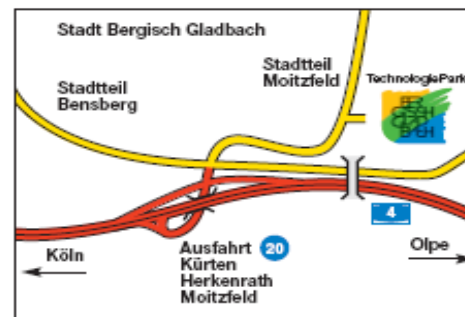 Stadt Bergisch Gladbach
Stadtteil
Moitzfeld
TechnologiePark
Stadtteil
Bensberg
4
Köln
Ausfahrt 20
Kürten
Herkenrath
Moitzfeld
Olpe